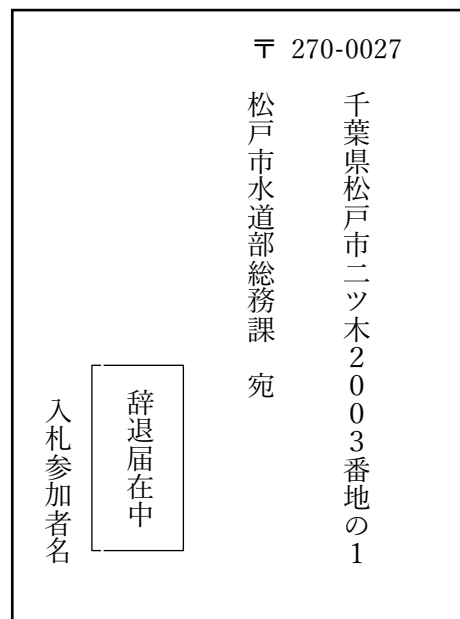 〒 270-0027
千葉県松戸市二ツ木2003番地の1
松戸市水道部総務課　宛
辞退届在中
入札参加者名